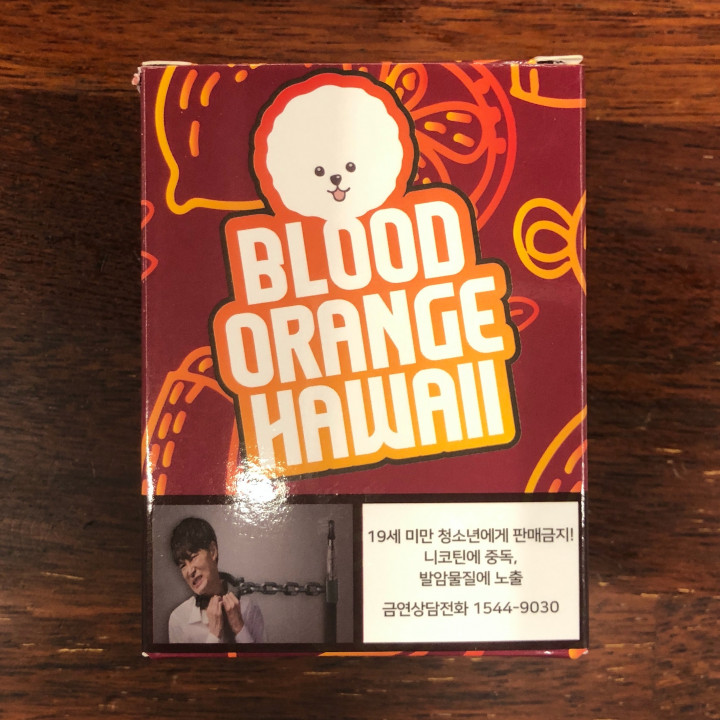 BLOOD
ORANGE
HAWAII
19세 미만 청소년에게 판매금지!
니코틴에 중독,
발암물질에 노출
금연상담전화 1544-9030